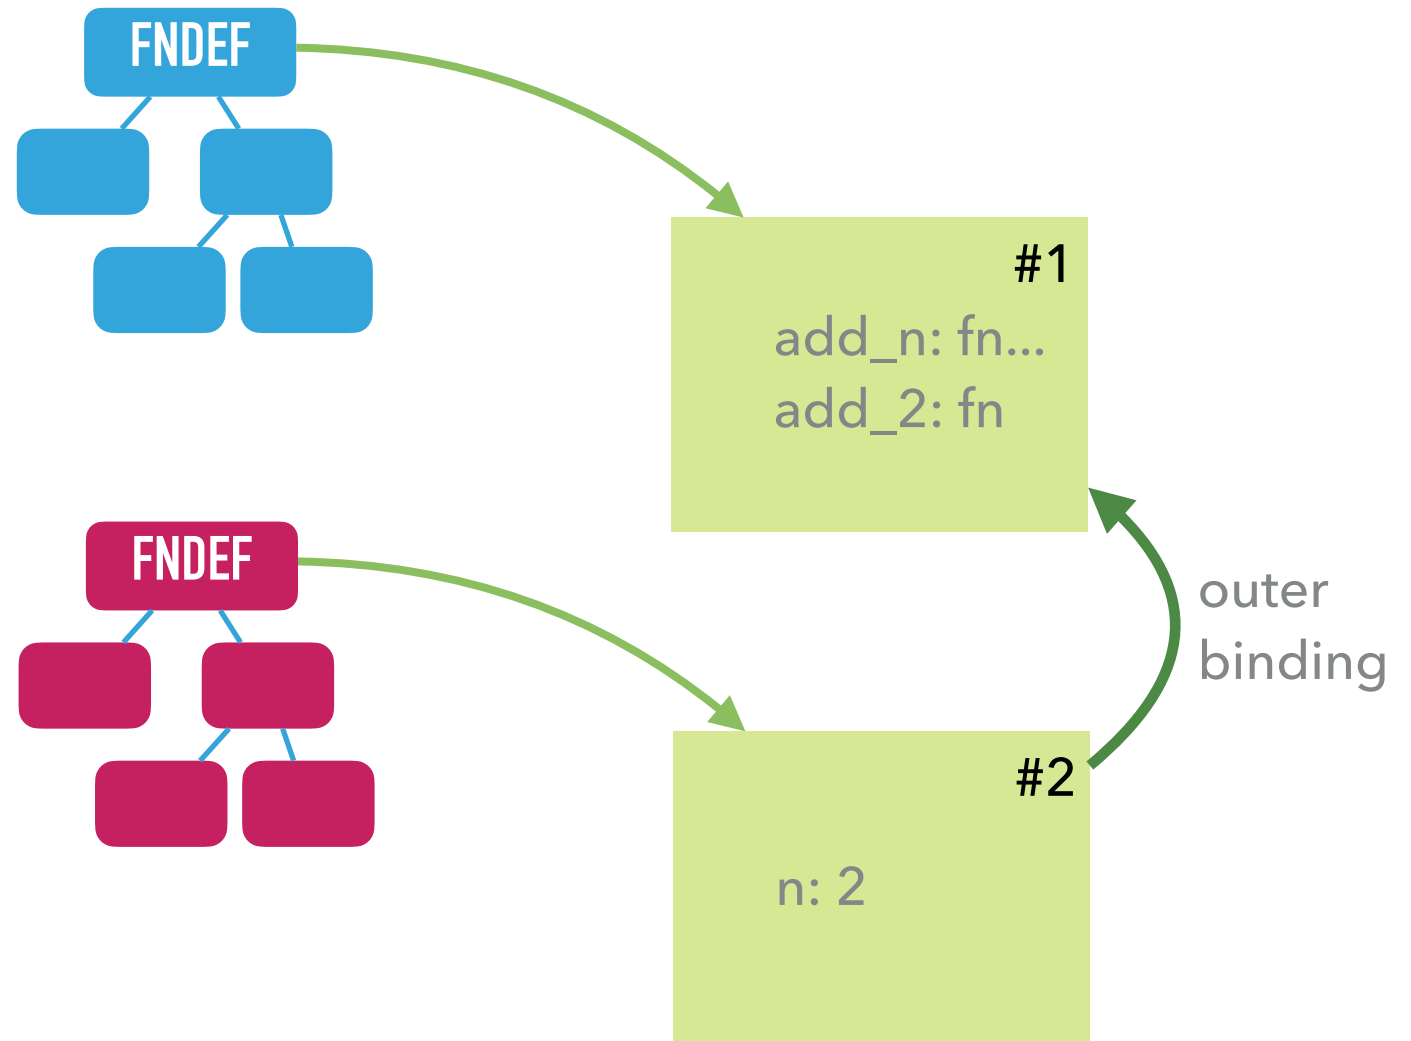 FNDEF
#1
add_n: fn...
add_2: fn
FNDEF
outer
binding
#2
n: 2